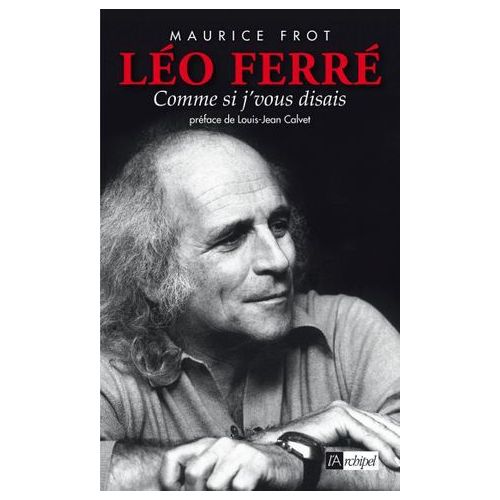 MAURICE FROT
LÉO FERRÉ
Comme si j'vous disais
préface de Louis-Jean Calvet
l'Archipel